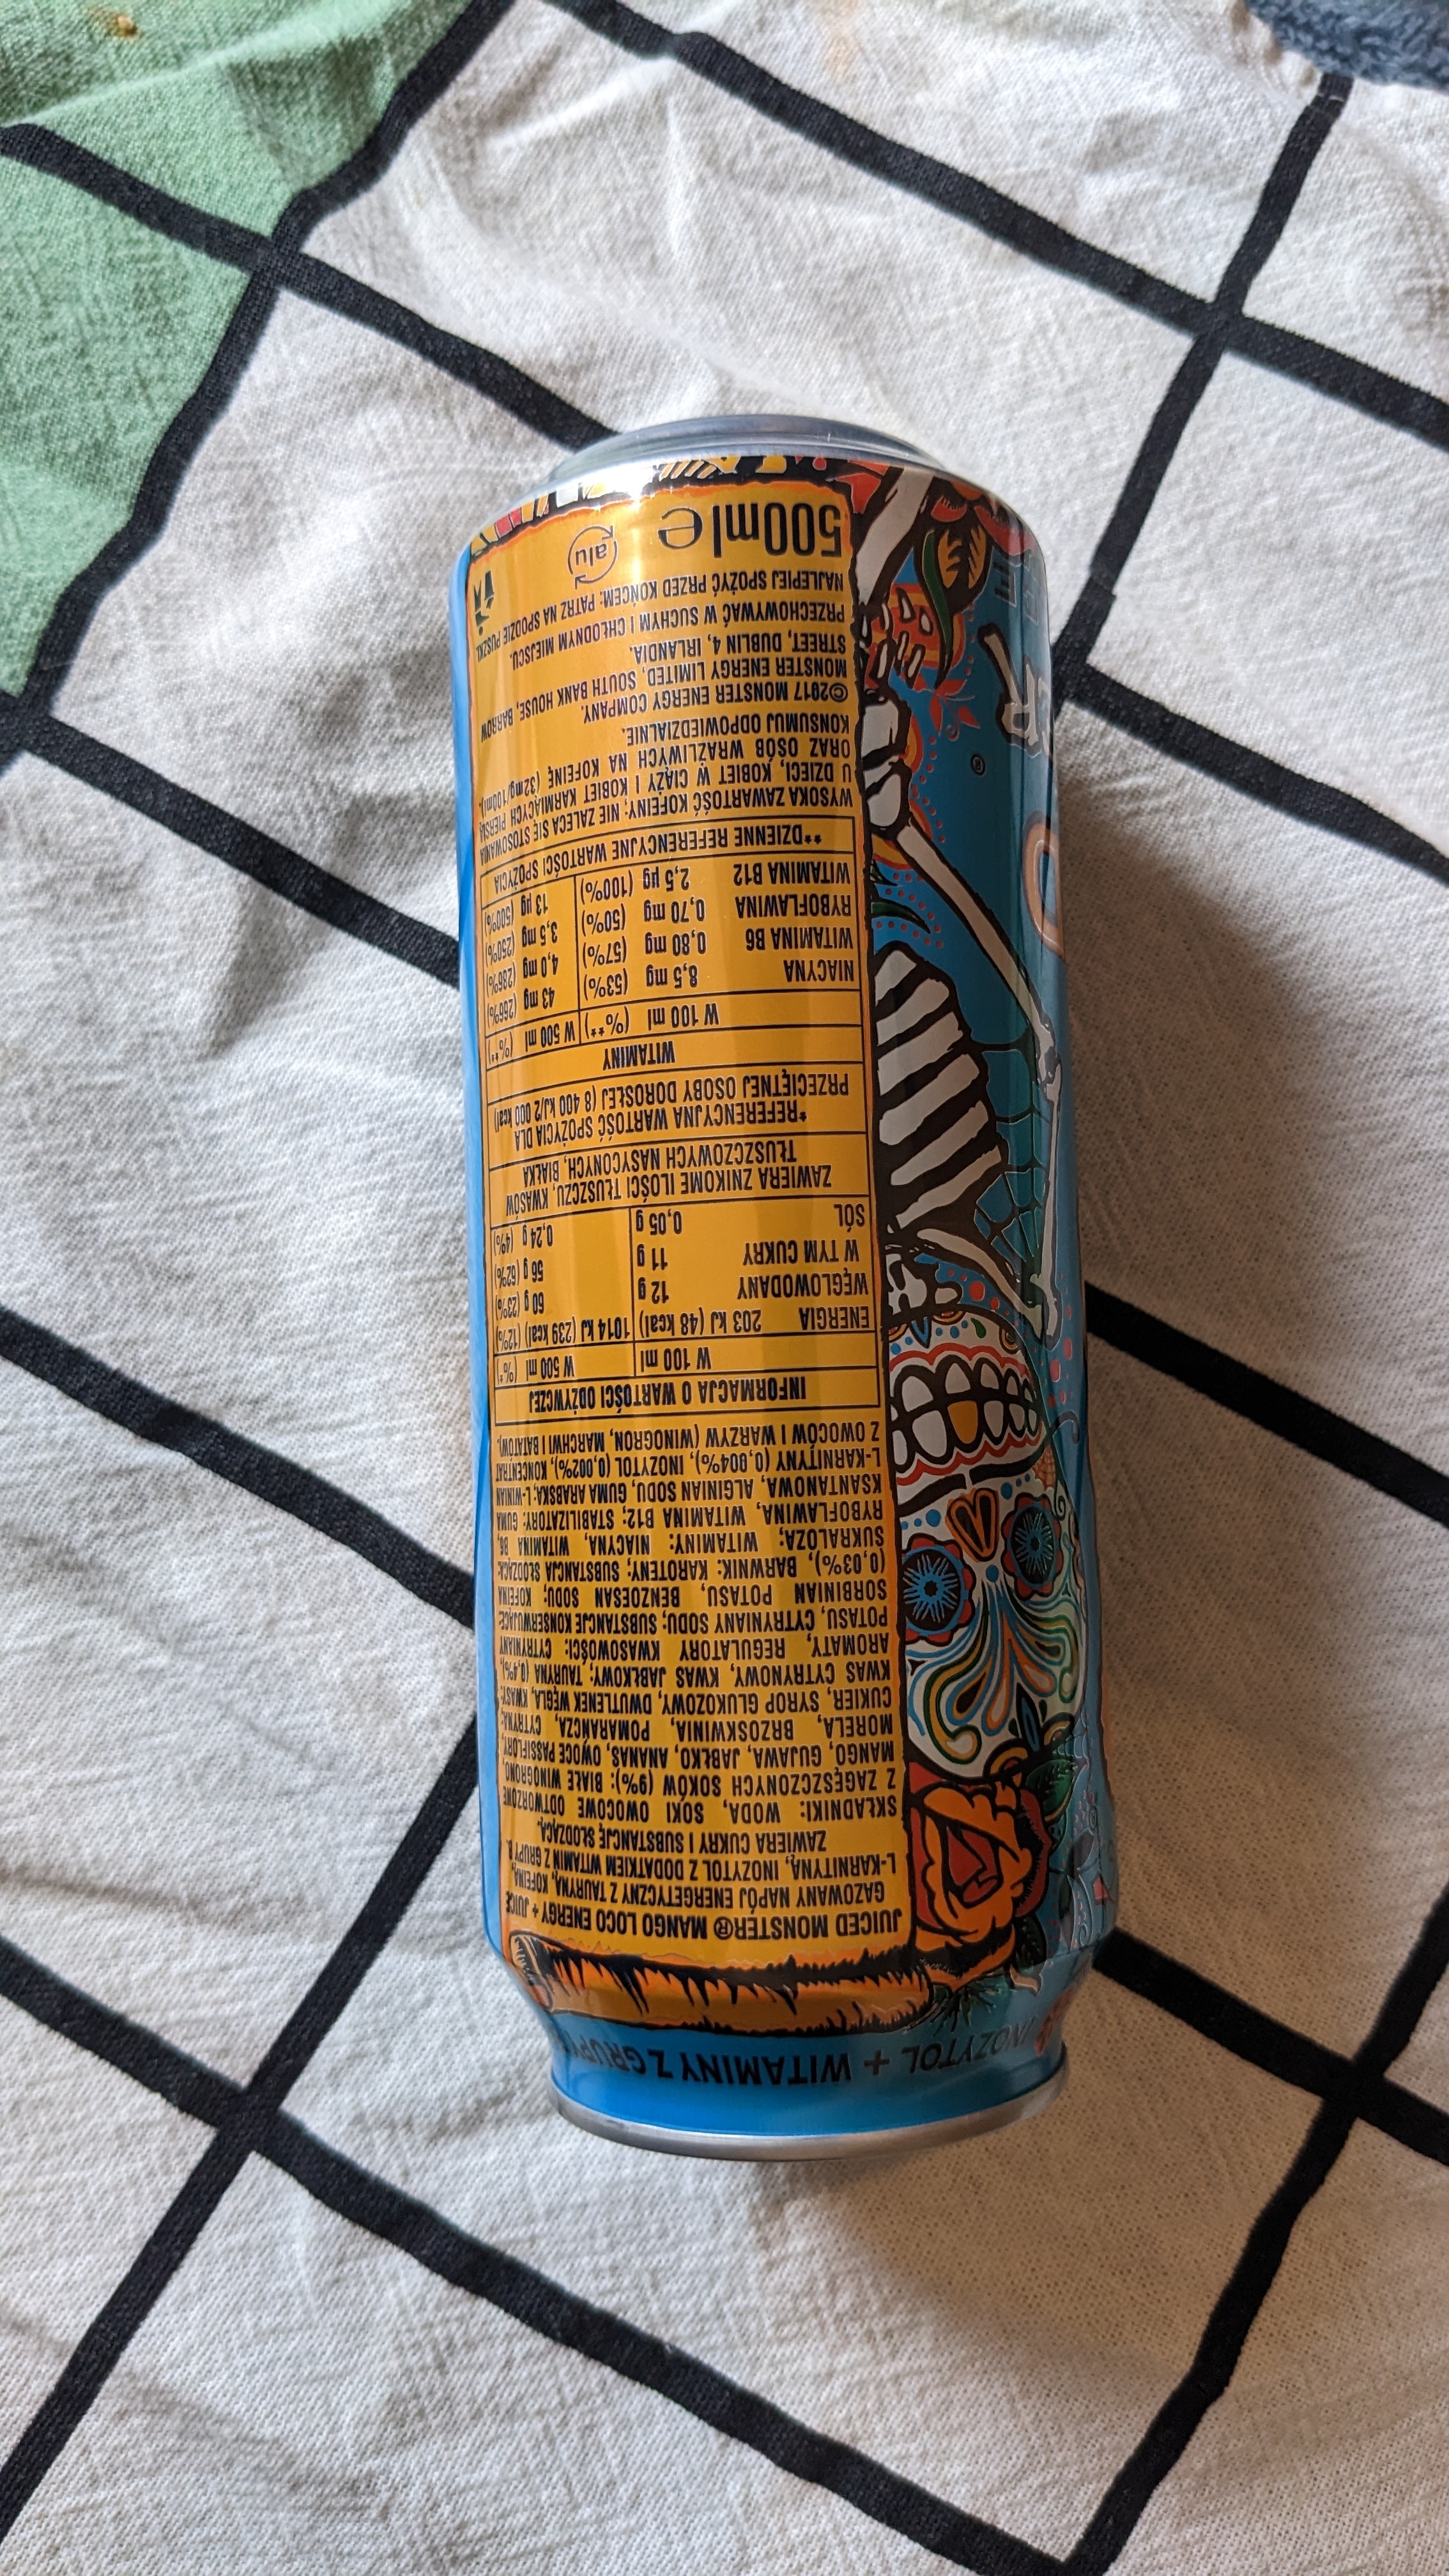 INOZYTOL + WITAMINY Z GRUPY
JUICED MONSTER® MANGO LOCO ENERGY + JUICE
GAZOWANY NAPÓJ ENERGETYCZNY Z TAURYNĄ, KOFEINĄ,
L-KARNITYNĄ, INOZYTOL Z DODATKIEM WITAMIN Z GRUPY B.
ZAWIERA CUKRY I SUBSTANCJĘ SŁODZĄCĄ.
SKŁADNIKI: WODA, SOKI OWOCOWE ODTWORZONE
Z ZAGĘSZCZONYCH SOKÓW (9%): BIAŁE WINOGRONO,
MANGO, GUJAWA, JABŁKO, ANANAS, OWOCE PASSIFLORY,
MORELA, BRZOSKWINIA, POMARAŃCZA, CYTRYNA;
CUKIER, SYROP GLUKOZOWY, DWUTLENEK WĘGLA, KWASY:
KWAS CYTRYNOWY, KWAS JABŁKOWY; TAURYNA (0,4%),
AROMATY, REGULATORY KWASOWOŚCI: CYTRYNIANY
POTASU, CYTRYNIANY SODU; SUBSTANCJE KONSERWUJĄCE:
SORBINIAN POTASU, BENZOESAN SODU; KOFEINA
(0,03%), BARWNIK: KAROTENY; SUBSTANCJA SŁODZĄCA:
SUKRALOZA; WITAMINY: NIACYNA, WITAMINA B6,
RYBOFLAWINA, WITAMINA B12; STABILIZATORY: GUMA
KSANTANOWA, ALGINIAN SODU, GUMA ARABSKA; L-WINIAN
L-KARNITYNY (0,004%), INOZYTOL (0,002%), KONCENTRAT
Z OWOCÓW I WARZYW (WINOGRON, MARCHWI I BATATÓW)
INFORMACJA O WARTOŚCI ODŻYWCZEJ
W 100 ml W 500 ml (%*)
ENERGIA 203 kJ (48 kcal) 1014 kJ (239 kcal) (12%)
WĘGLOWODANY 12 g 60 g (23%)
W TYM CUKRY 11 g 56 g (62%)
SÓL 0,05 g 0,24 g (4%)
ZAWIERA ZNIKOME ILOŚCI TŁUSZCZU, KWASÓW
TŁUSZCZOWYCH NASYCONYCH, BIAŁKA
*REFERENCYJNA WARTOŚĆ SPOŻYCIA DLA
PRZECIĘTNEJ OSOBY DOROSŁEJ (8 400 kJ/2 000 kcal)
WITAMINY
W 100 ml (%**) W 500 ml (%**)
NIACYNA 8,5 mg (53%) 43 mg (266%)
WITAMINA B6 0,80 mg (57%) 4,0 mg (286%)
RYBOFLAWINA 0,70 mg (50%) 3,5 mg (250%)
WITAMINA B12 2,5 µg (100%) 13 µg (500%)
**DZIENNE REFERENCYJNE WARTOŚCI SPOŻYCIA
WYSOKA ZAWARTOŚĆ KOFEINY; NIE ZALECA SIĘ STOSOWANIA
U DZIECI, KOBIET W CIĄŻY I KOBIET KARMIĄCYCH PIERSIĄ
ORAZ OSÓB WRAŻLIWYCH NA KOFEINĘ (32mg/100ml).
KONSUMUJ ODPOWIEDZIALNIE.
©2017 MONSTER ENERGY COMPANY.
MONSTER ENERGY LIMITED, SOUTH BANK HOUSE, BARROW
STREET, DUBLIN 4, IRLANDIA.
PRZECHOWYWAĆ W SUCHYM I CHŁODNYM MIEJSCU.
NAJLEPIEJ SPOŻYĆ PRZED KOŃCEM: PATRZ NA SPODZIE PUSZKI.
500ml e alu
®